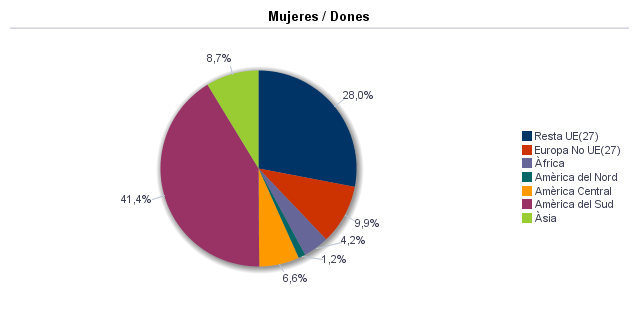 Mujeres / Dones
8,7%
28,0%
41,4%
9,9%
4,2%
1,2%
6,6%
Resta UE(27)
Europa No UE(27)
Àfrica
Amèrica del Nord
Amèrica Central
Amèrica del Sud
Àsia